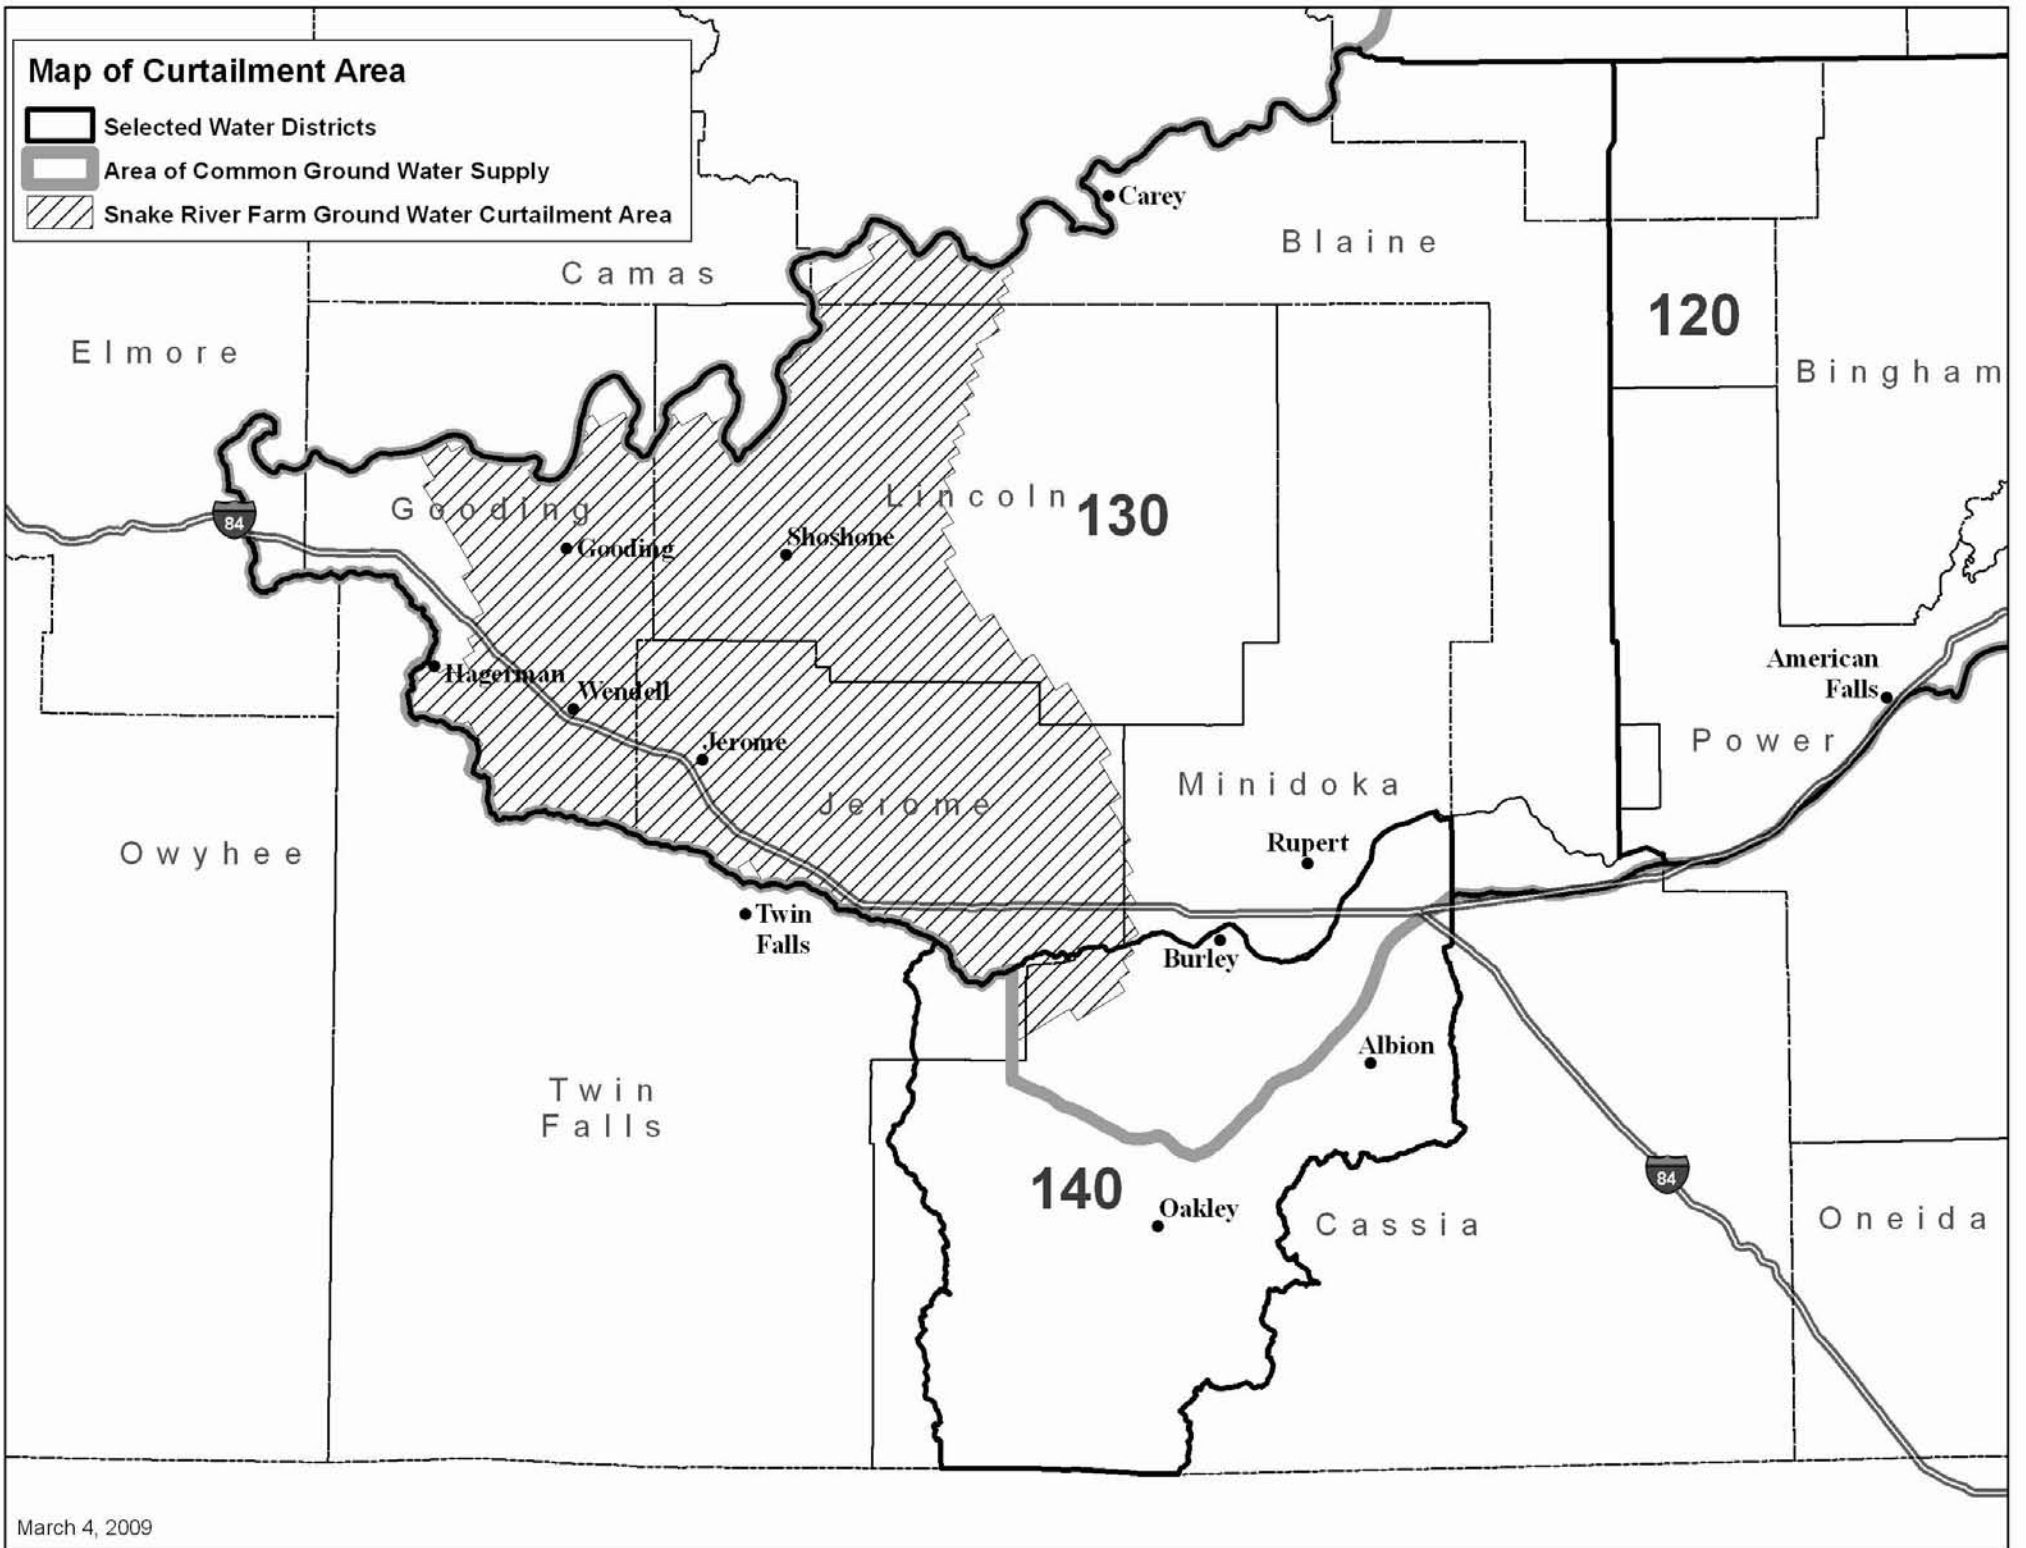 Map of Curtailment Area
Selected Water Districts
Area of Common Ground Water Supply
Snake River Farm Ground Water Curtailment Area
Carey
Blaine
Camas
120
Elmore
Bingham
Gooding
Lincoln
130
84
Shoshone
Gooding
American
Falls
Hagerman
Wendell
Jerome
Power
Minidoka
Jerome
Rupert
Owyhee
Twin
Falls
Burley
Albion
Twin
Falls
84
140
Oakley
Cassia
Oneida
March 4, 2009